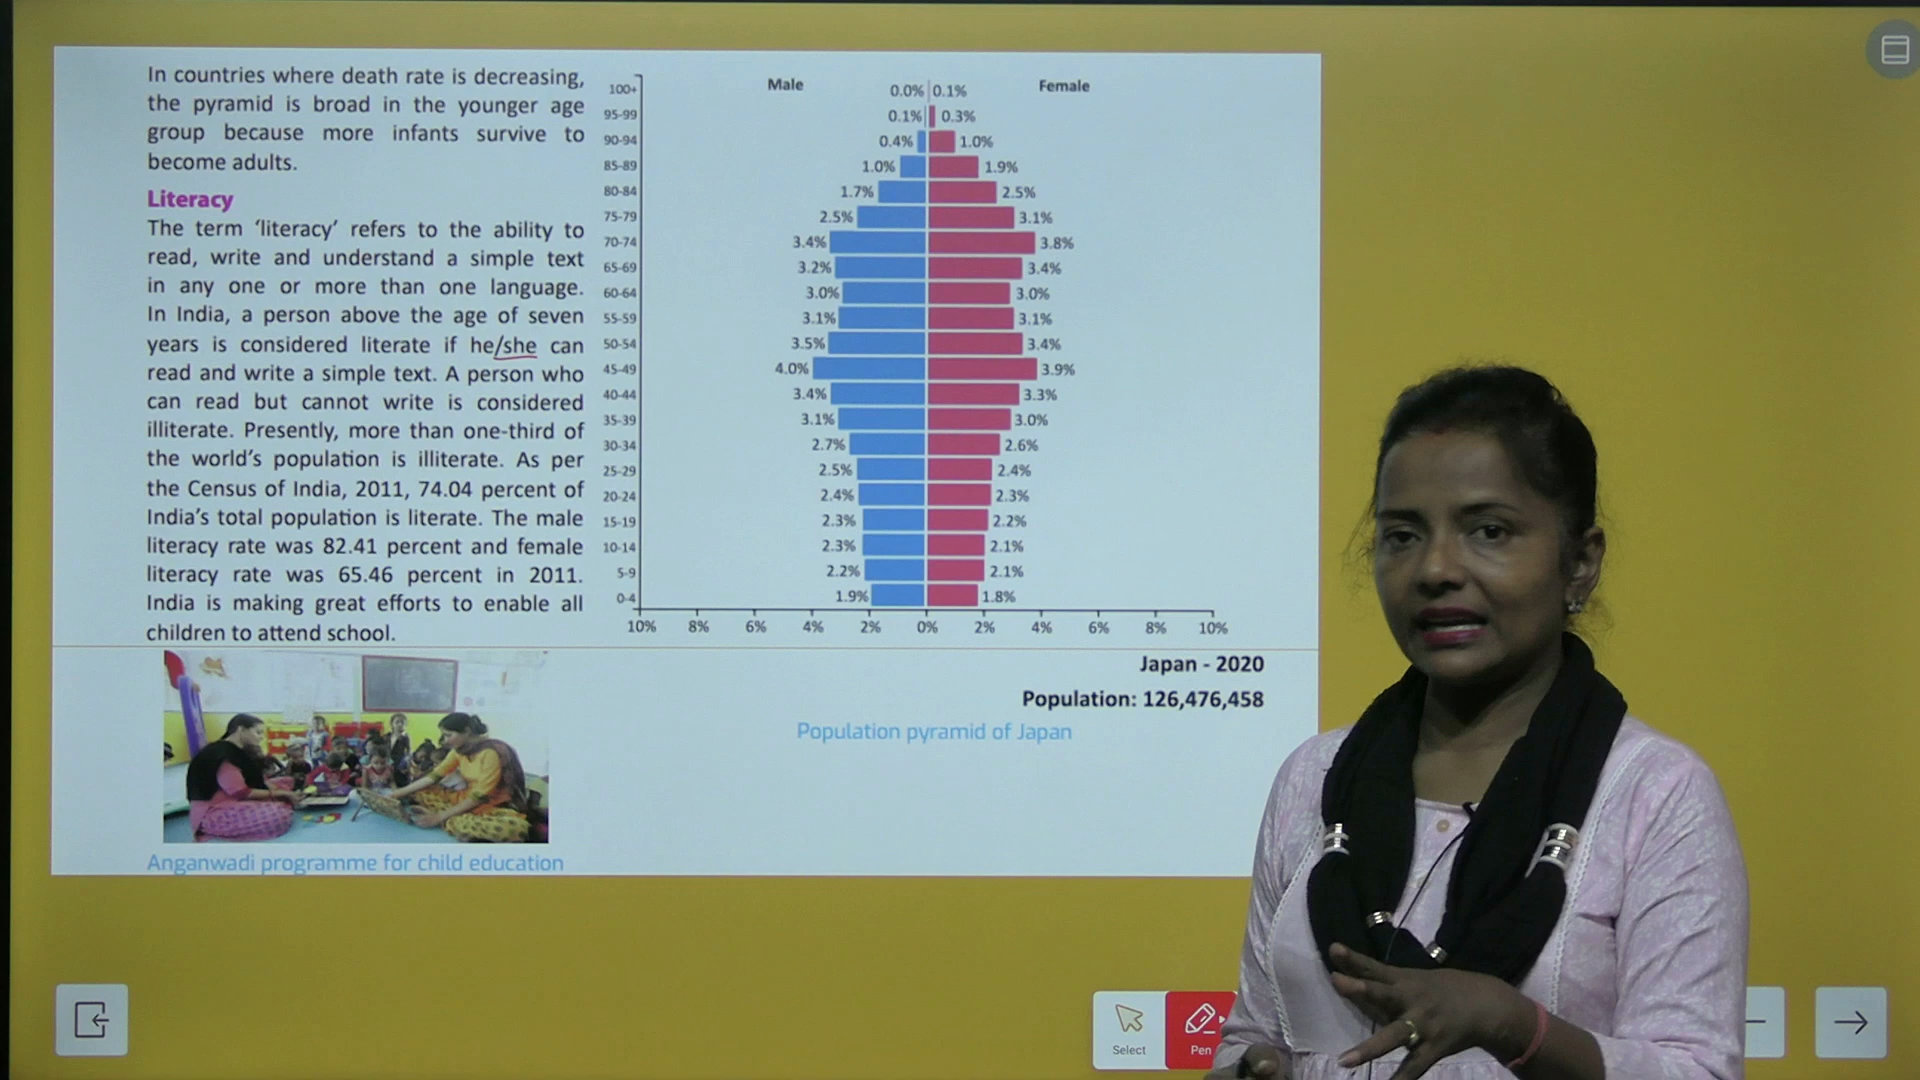 In countries where death rate is decreasing,
the pyramid is broad in the younger age
group because more infants survive to
become adults.
Literacy
The term ‘literacy’ refers to the ability to
read, write and understand a simple text
in any one or more than one language.
In India, a person above the age of seven
years is considered literate if he/she can
read and write a simple text. A person who
can read but cannot write is considered
illiterate. Presently, more than one-third of
the world’s population is illiterate. As per
the Census of India, 2011, 74.04 percent of
India’s total population is literate. The male
literacy rate was 82.41 percent and female
literacy rate was 65.46 percent in 2011.
India is making great efforts to enable all
children to attend school.
Anganwadi programme for child education
Male Female
100+ 0.0% 0.1%
95-99 0.1% 0.3%
90-94 0.4% 1.0%
85-89 1.0% 1.9%
80-84 1.7% 2.5%
75-79 2.5% 3.1%
70-74 3.4% 3.8%
65-69 3.2% 3.4%
60-64 3.0% 3.0%
55-59 3.1% 3.1%
50-54 3.5% 3.4%
45-49 4.0% 3.9%
40-44 3.4% 3.3%
35-39 3.1% 3.0%
30-34 2.7% 2.6%
25-29 2.5% 2.4%
20-24 2.4% 2.3%
15-19 2.3% 2.2%
10-14 2.3% 2.1%
5-9 2.2% 2.1%
0-4 1.9% 1.8%
10% 8% 6% 4% 2% 0% 2% 4% 6% 8% 10%
Japan - 2020
Population: 126,476,458
Population pyramid of Japan
Select Pen